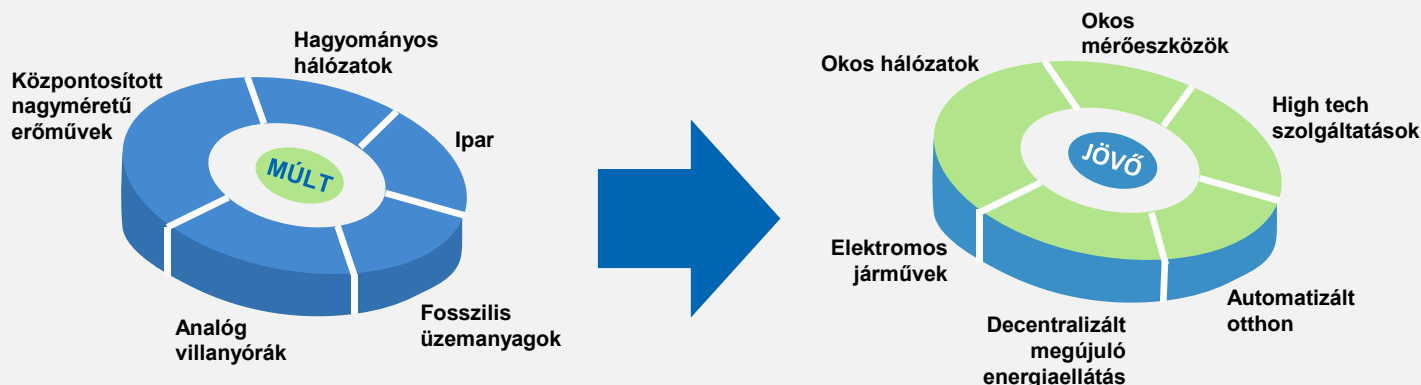 Hagyományos
hálózatok
Központosított
nagyméretű
erőművek
Ipar
MÚLT
Analóg
villanyórák
Fosszilis
üzemanyagok
Okos
mérőeszközök
Okos hálózatok
High tech
szolgáltatások
JÖVŐ
Elektromos
járművek
Automatizált
otthon
Decentralizált
megújuló
energiaellátás